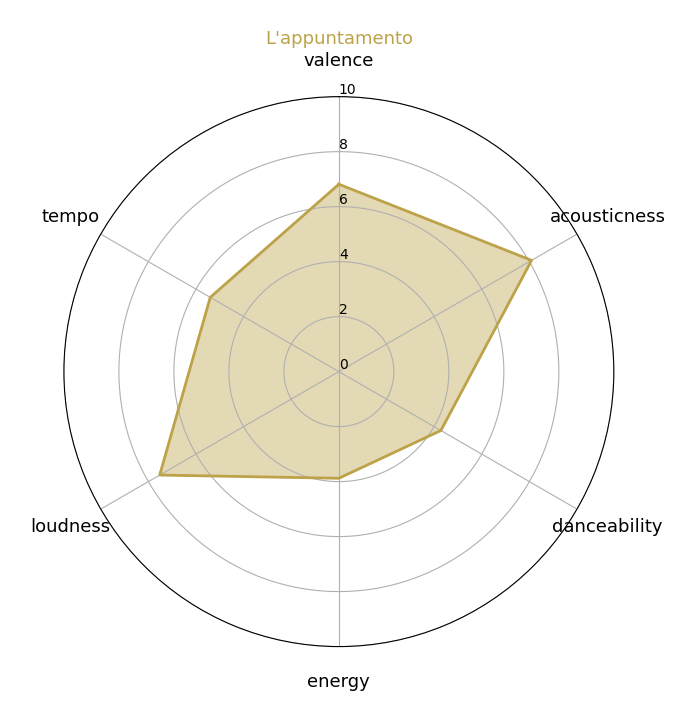 L'appuntamento
valence
10
8
tempo
6
acousticness
4
2
0
loudness
danceability
energy